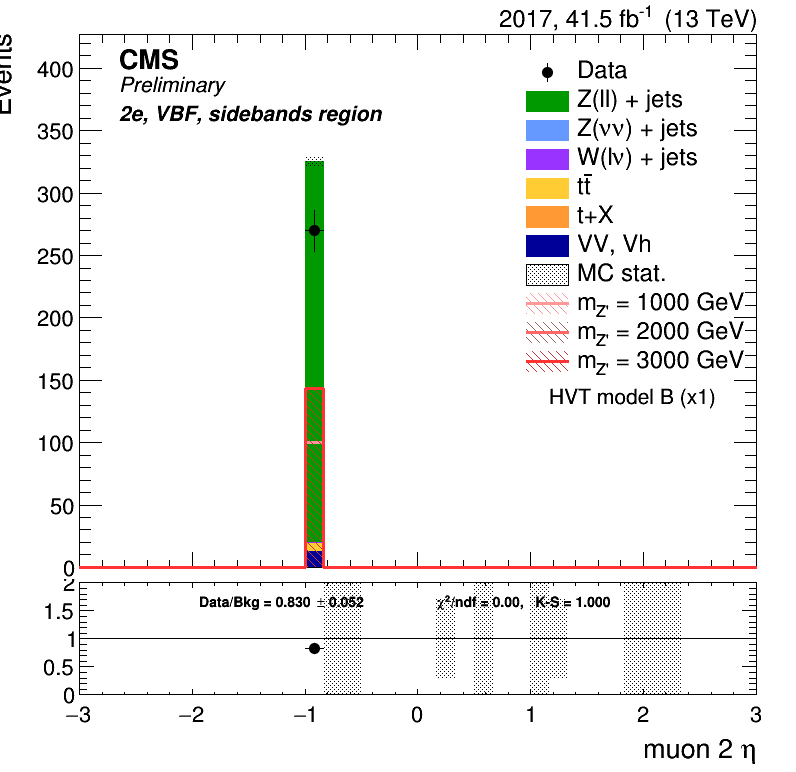 2017, 41.5 fb⁻¹ (13 TeV)
Events
CMS
Preliminary
2e, VBF, sidebands region
Data
Z(ll) + jets
Z(νν) + jets
W(lν) + jets
tt̄
t+X
VV, Vh
MC stat.
m_Z' = 1000 GeV
m_Z' = 2000 GeV
m_Z' = 3000 GeV
HVT model B (x1)
400
350
300
250
200
150
100
50
0
Data/Bkg = 0.830 ± 0.052
χ²/ndf = 0.00, K-S = 1.000
2
1.5
1
0.5
0
−3 −2 −1 0 1 2 3
muon 2 η